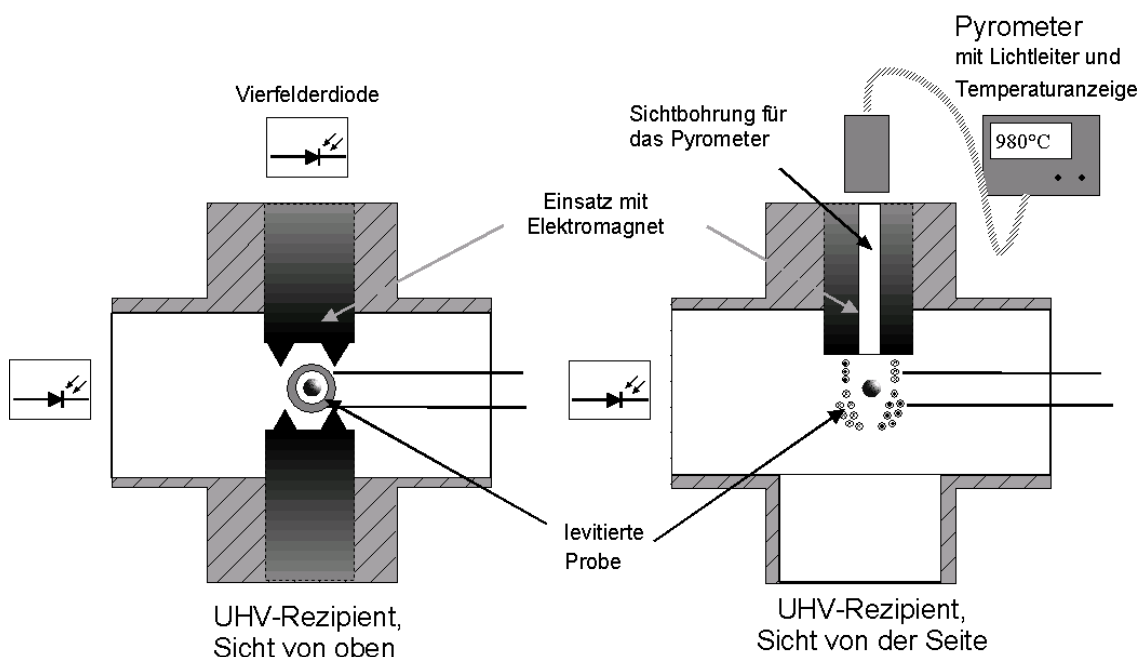 Vierfelderdiode
Pyrometer
mit Lichtleiter und
Temperaturanzeige
Sichtbohrung für
das Pyrometer
980°C
Einsatz mit
Elektromagnet
levitierte
Probe
UHV-Rezipient,
Sicht von oben
UHV-Rezipient,
Sicht von der Seite